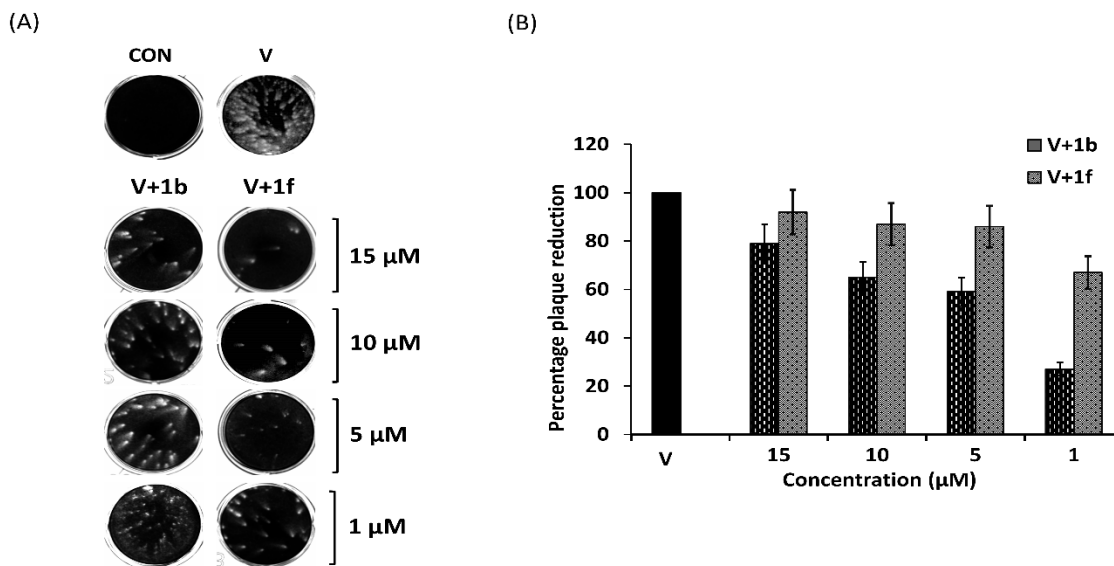 (A)
CON V
V+1b V+1f
15 μM
10 μM
5 μM
1 μM
(B)
V+1b
V+1f
Percentage plaque reduction
120
100
80
60
40
20
0
V 15 10 5 1
Concentration (μM)